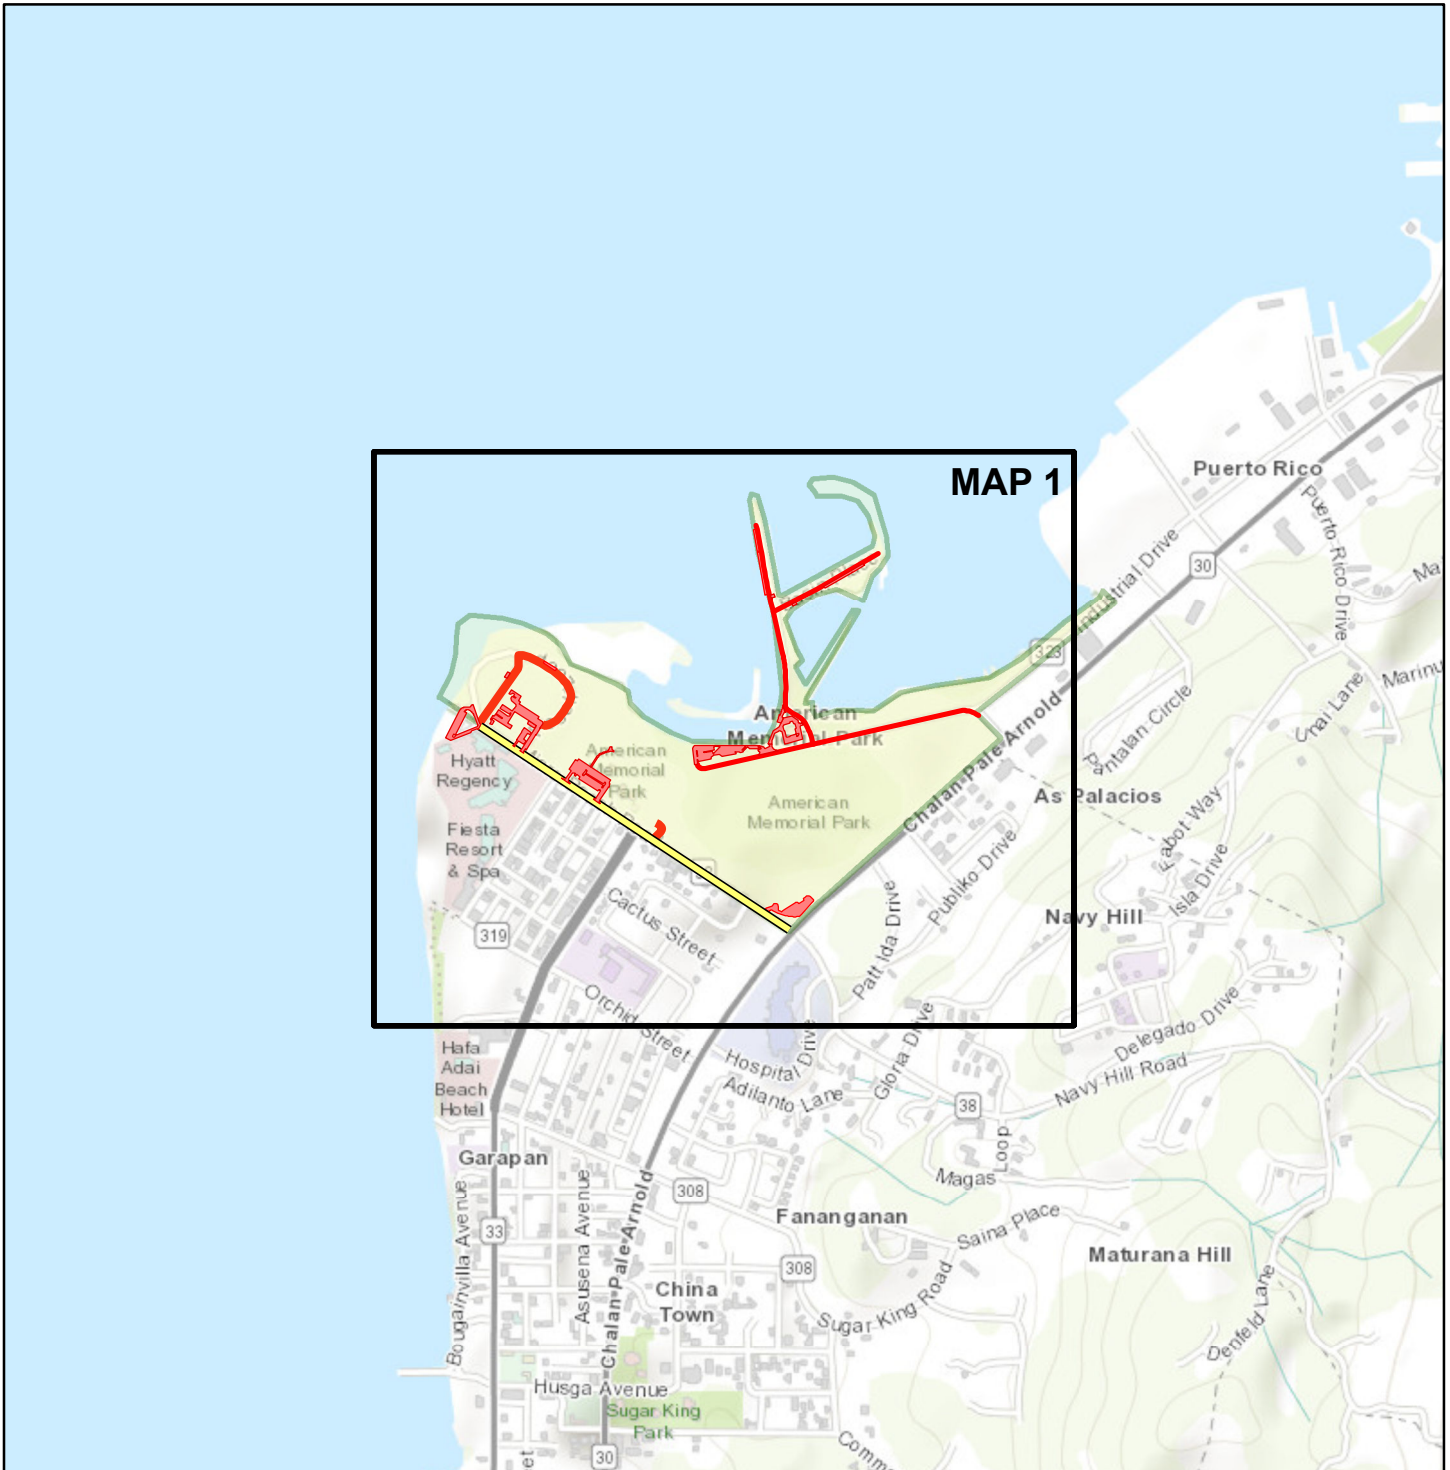 MAP 1
Puerto Rico
Puerto Rico Drive
30
Industrial Drive
323
Marinu
Pantalan Circle
Unai Lane
American
Memorial Park
American
Memorial
Park
American
Memorial Park
Hyatt
Regency
Chalan Pale Arnold
As Palacios
Fiesta
Resort
& Spa
Publiko Drive
Fabot Way
Isla Drive
Navy Hill
319
Cactus Street
Patt Ida Drive
Orchid Street
Hafa
Adai
Beach
Hotel
Hospital Drive
Adilanto Lane
Gloria Drive
Delegado Drive
Navy Hill Road
38
Magas Loop
Garapan
308
Fananganan
Saina Place
Maturana Hill
33
Bougainvilla Avenue
Asusena Avenue
Chalan Pale Arnold
308
China
Town
Sugar King Road
Denfeld Lane
Husga Avenue
Sugar King
Park
30